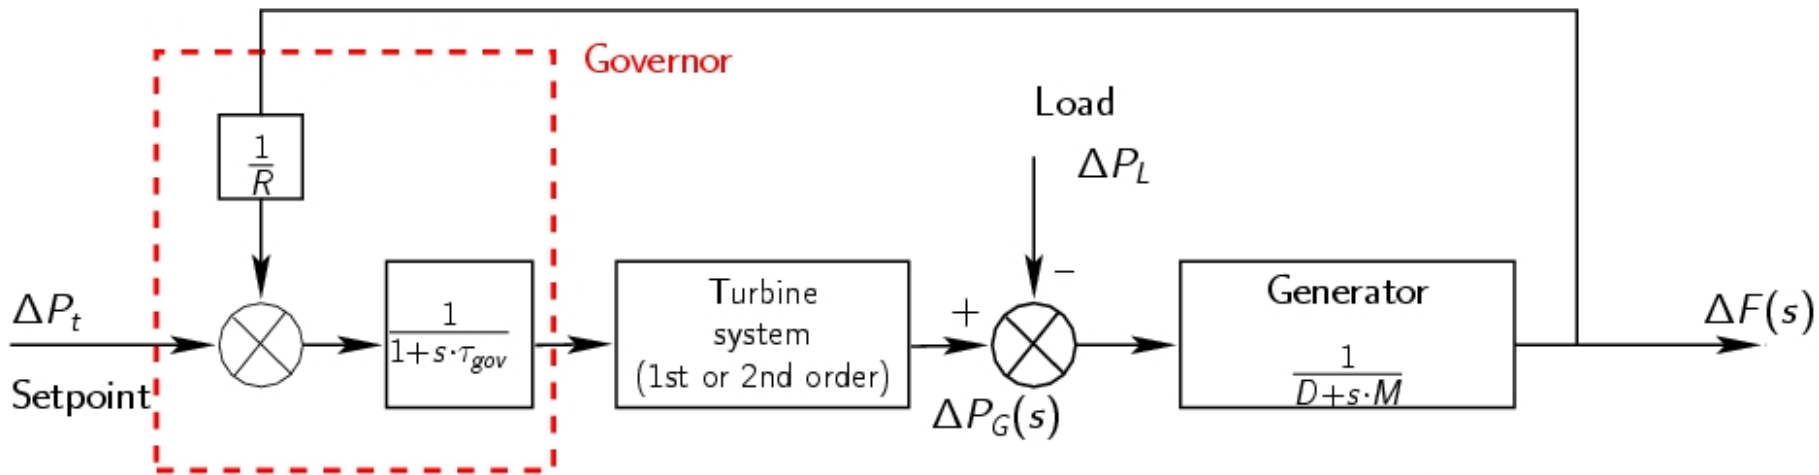 Governor
Load
ΔP_L
1/R
ΔP_t
Setpoint
1/(1+s·τ_gov)
Turbine
system
(1st or 2nd order)
+
−
ΔP_G(s)
Generator
1/(D+s·M)
ΔF(s)